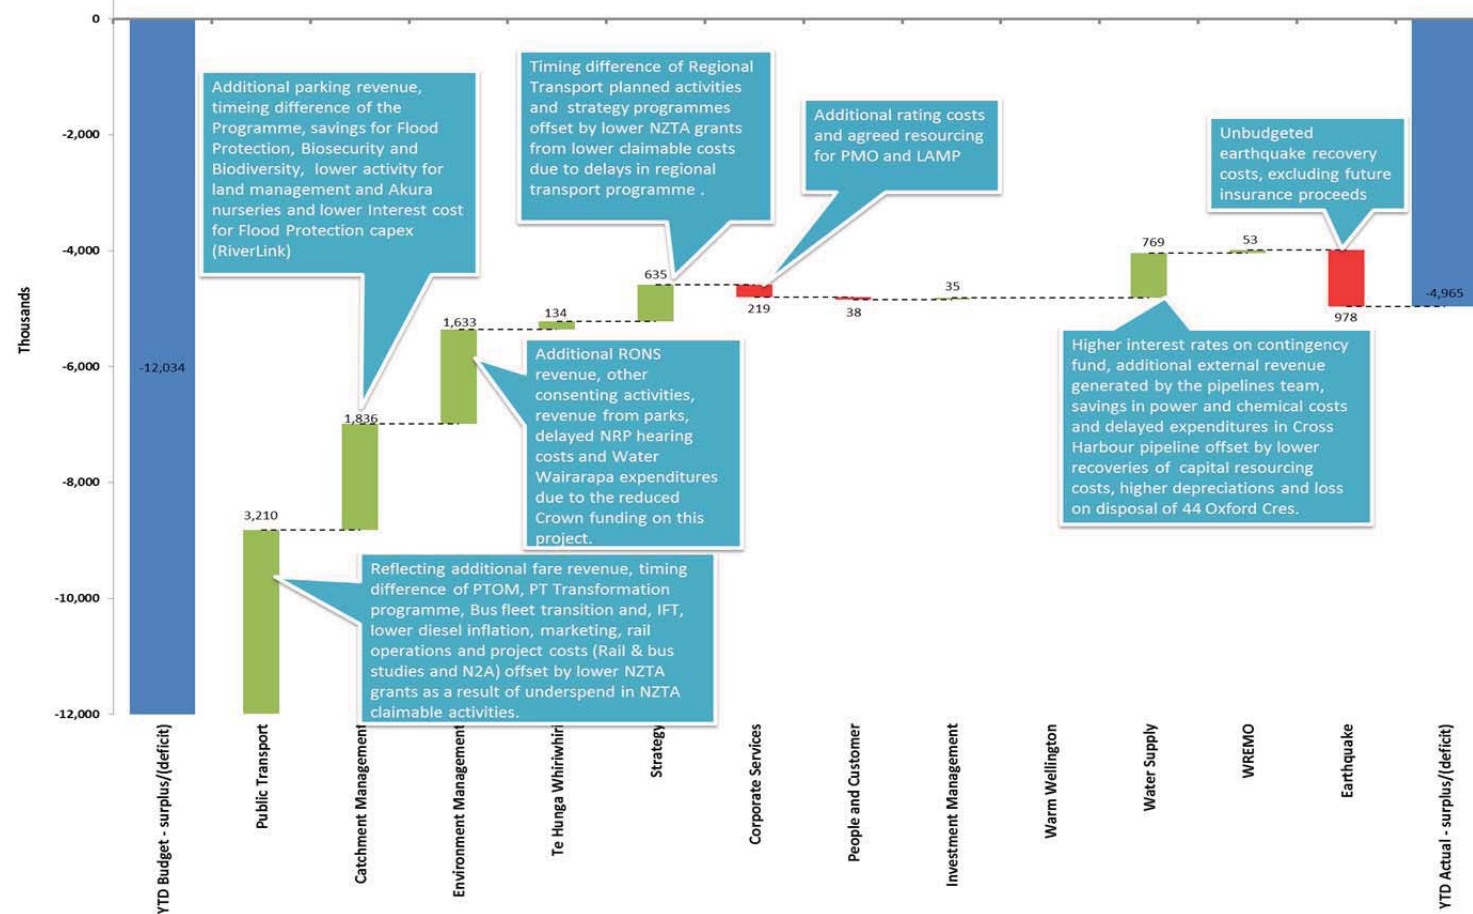 0
-2,000
-4,000
-6,000
-8,000
-10,000
-12,000
Thousands
-12,034
3,210
1,836
1,633
134
635
219
38
35
769
53
978
-4,965
Additional parking revenue,
timeing difference of the
Programme, savings for Flood
Protection, Biosecurity and
Biodiversity,  lower activity for
land management and Akura
nurseries and lower Interest cost
for Flood Protection capex
(RiverLink)
Timing difference of Regional
Transport planned activities
and  strategy programmes
offset by lower NZTA grants
from lower claimable costs
due to delays in regional
transport programme .
Additional rating costs
and agreed resourcing
for PMO and LAMP
Unbudgeted
earthquake recovery
costs, excluding future
insurance proceeds
Additional RONS
revenue, other
consenting activities,
revenue from parks,
delayed NRP hearing
costs and Water
Wairarapa expenditures
due to the reduced
Crown funding on this
project.
Higher interest rates on contingency
fund, additional external revenue
generated by the pipelines team,
savings in power and chemical costs
and delayed expenditures in Cross
Harbour pipeline offset by lower
recoveries of  capital resourcing
costs, higher depreciations and loss
on disposal of 44 Oxford Cres.
Reflecting additional fare revenue, timing
difference of PTOM, PT Transformation
programme, Bus fleet transition and, IFT,
lower diesel inflation, marketing, rail
operations and project costs (Rail & bus
studies and N2A) offset by lower NZTA
grants as a result of underspend in NZTA
claimable activities.
YTD Budget - surplus/(deficit)
Public Transport
Catchment Management
Environment Management
Te Hunga Whiriwhiri
Strategy
Corporate Services
People and Customer
Investment Management
Warm Wellington
Water Supply
WREMO
Earthquake
YTD Actual - surplus/(deficit)